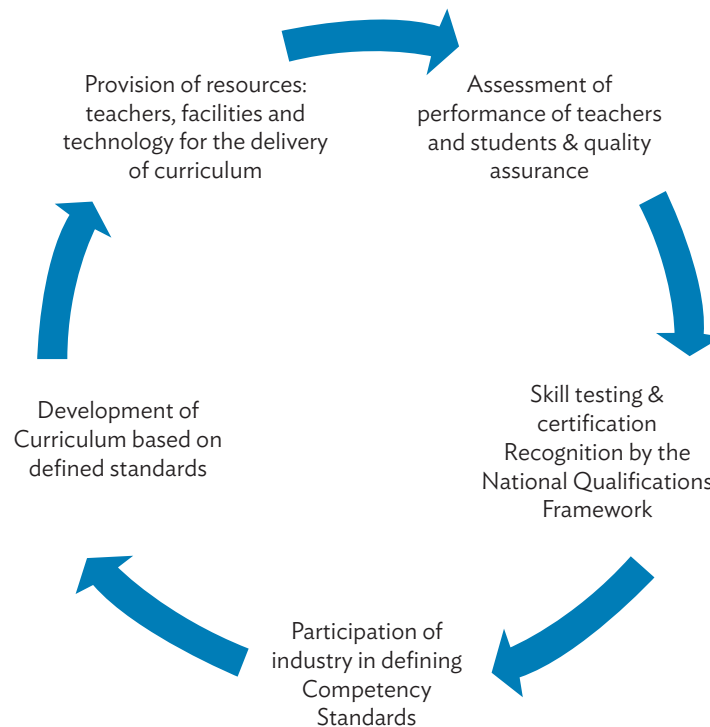 Provision of resources:
teachers, facilities and
technology for the delivery
of curriculum
Assessment of
performance of teachers
and students & quality
assurance
Skill testing &
certification
Recognition by the
National Qualifications
Framework
Participation of
industry in defining
Competency
Standards
Development of
Curriculum based on
defined standards